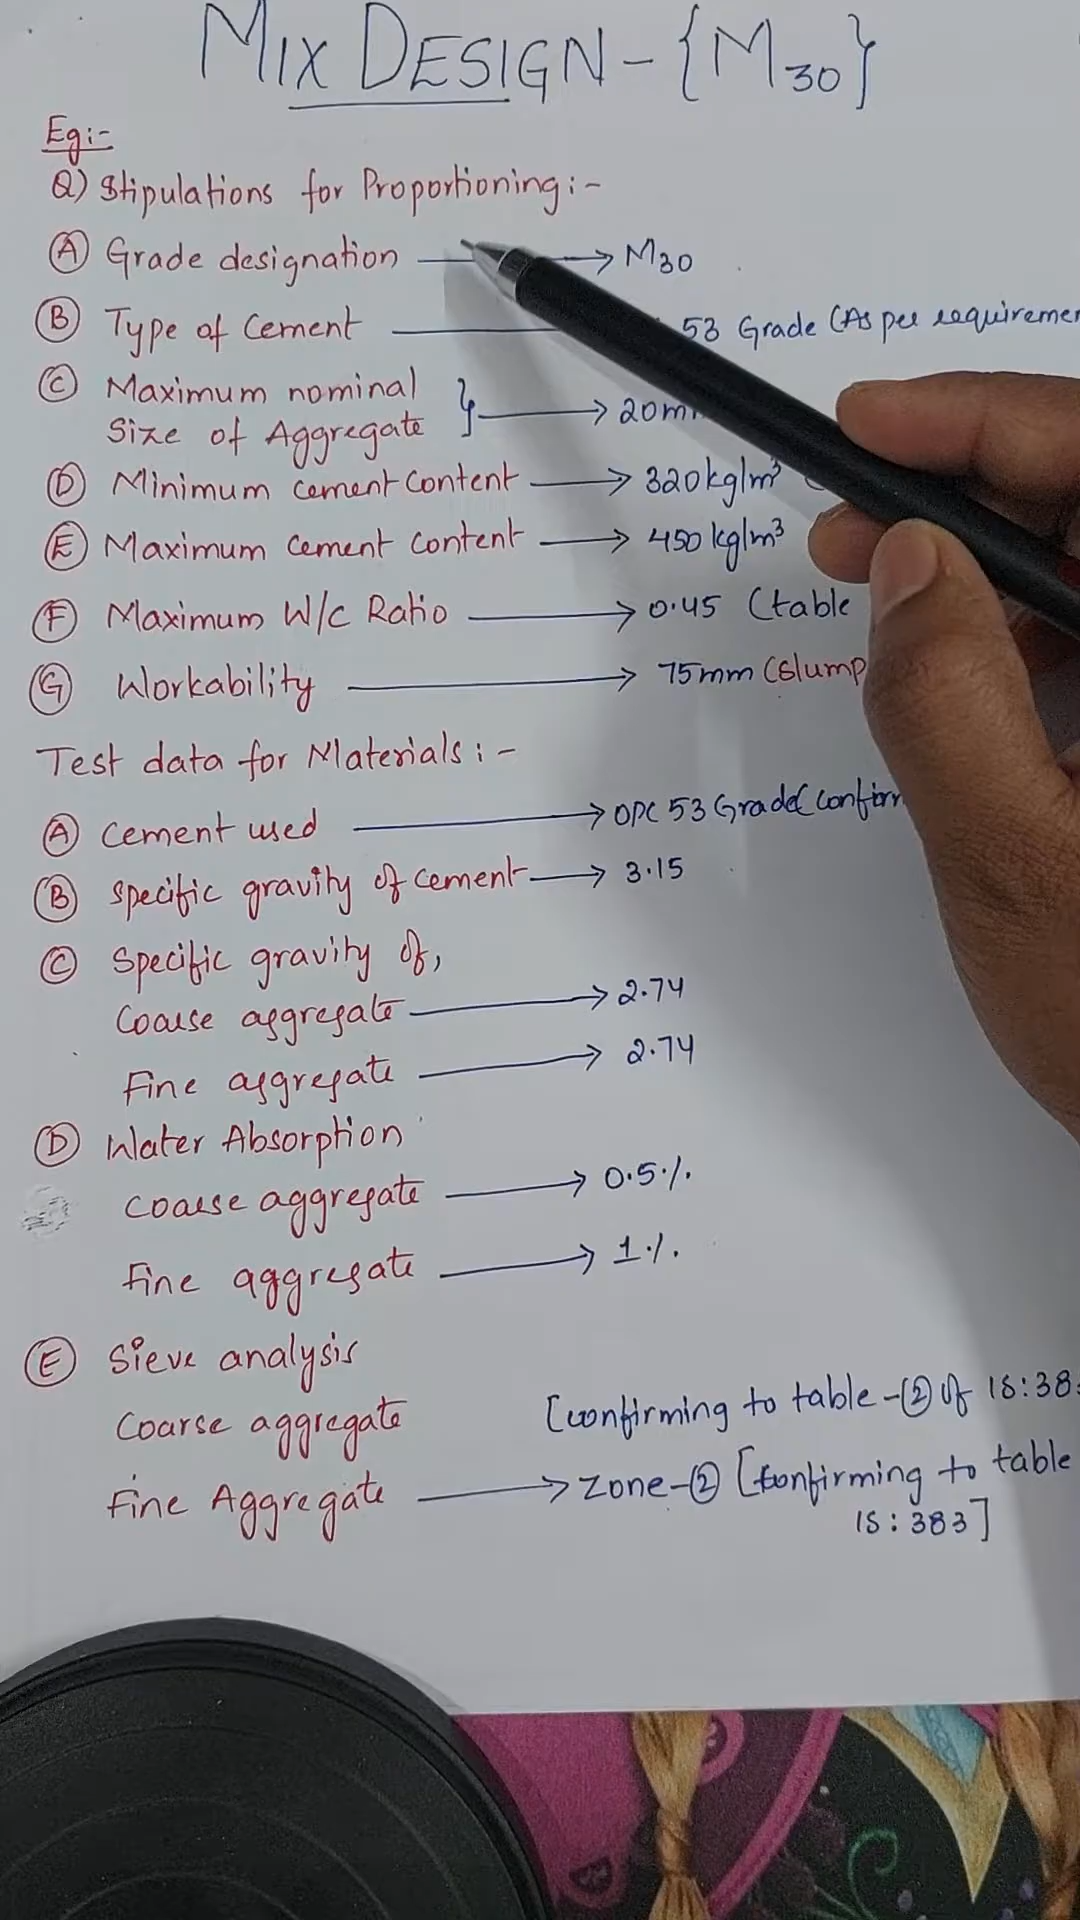 MIX DESIGN - {M30}
Eg:-
Q) Stipulations for Proportioning:-
(A) Grade designation → M30
(B) Type of Cement 53 Grade (As per
(C) Maximum nominal
Size of Aggregate } → 20m
(D) Minimum cement Content → 320kg/m³
(E) Maximum cement content → 450 kg/m³
(F) Maximum W/c Ratio → 0.45 (table
(G) Workability → 75mm (Slump
Test data for Materials:-
(A) Cement used → OPC 53 Grade(
(B) Specific gravity of cement → 3.15
(C) Specific gravity of,
Coarse aggregate → 2.74
Fine aggregate → 2.74
(D) Water Absorption
Coarse aggregate → 0.5%.
Fine aggregate → 1%.
(E) Sieve analysis
Coarse aggregate [confirming to table-② of IS:38
Fine Aggregate → Zone-② [confirming to table
IS: 383]